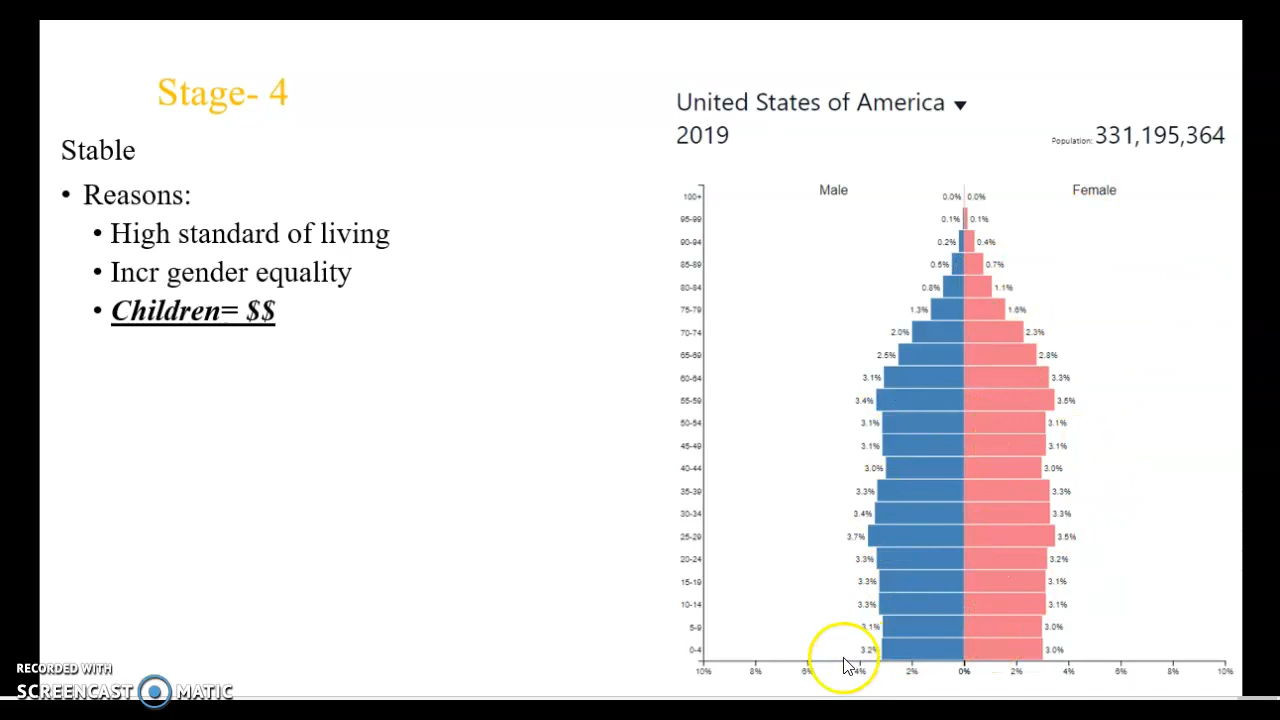 Stage- 4
Stable
• Reasons:
• High standard of living
• Incr gender equality
• Children= $$
United States of America
2019
Population: 331,195,364
Male Female
100+ 0.0% 0.0%
95-99 0.1% 0.1%
90-94 0.2% 0.4%
85-89 0.5% 0.7%
80-84 0.8% 1.1%
75-79 1.3% 1.6%
70-74 2.0% 2.3%
65-69 2.5% 2.8%
60-64 3.1% 3.3%
55-59 3.4% 3.5%
50-54 3.1% 3.1%
45-49 3.1% 3.1%
40-44 3.0% 3.0%
35-39 3.3% 3.3%
30-34 3.4% 3.3%
25-29 3.7% 3.5%
20-24 3.3% 3.2%
15-19 3.3% 3.1%
10-14 3.3% 3.1%
5-9 3.1% 3.0%
0-4 3.2% 3.0%
10% 8% 6% 4% 2% 0% 2% 4% 6% 8% 10%
RECORDED WITH
SCREENCAST MATIC